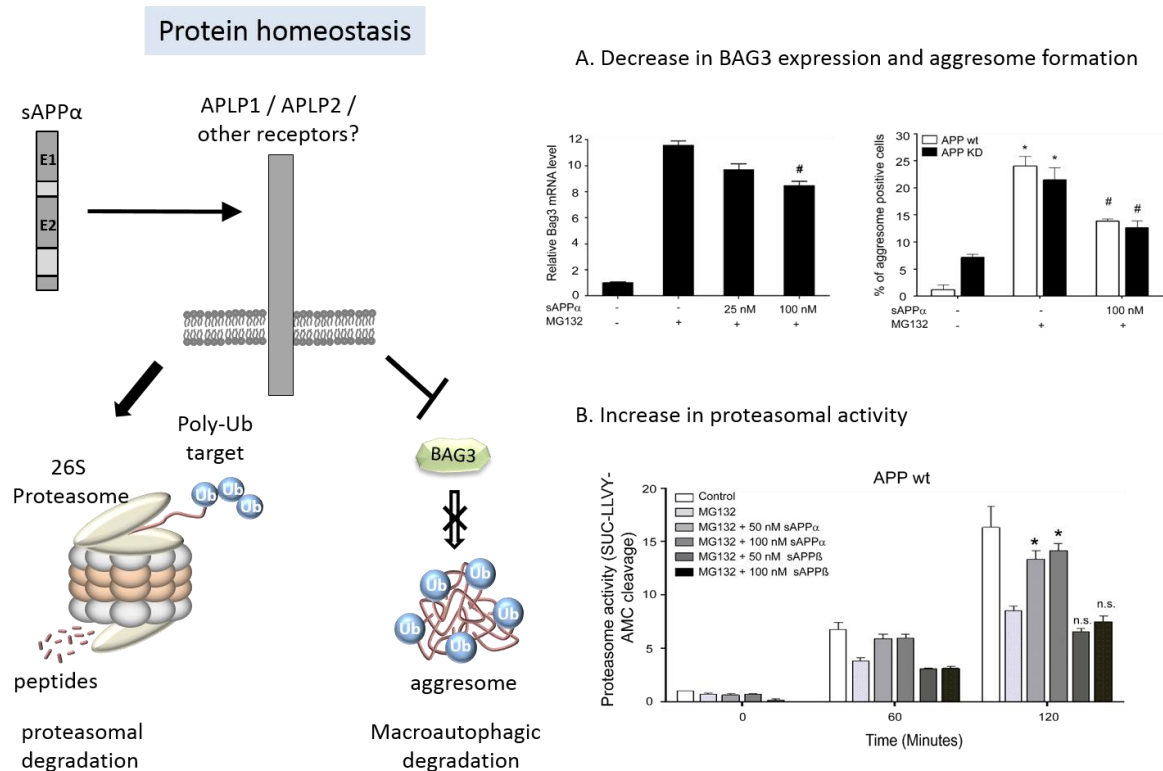 Protein homeostasis
sAPPα
E1
E2
APLP1 / APLP2 /
other receptors?
Poly-Ub
target
26S
Proteasome
Ub
Ub
Ub
peptides
proteasomal
degradation
BAG3
Ub
Ub
Ub
Ub
Ub
aggresome
Macroautophagic
degradation
A. Decrease in BAG3 expression and aggresome formation
Relative Bag3 mRNA level
12
10
8
6
4
2
0
#
sAPPα - - 25 nM 100 nM
MG132 - + + +
% of aggresome positive cells
30
25
20
15
10
5
0
APP wt
APP KD
* *
# #
sAPPα - - 100 nM
MG132 - + +
B. Increase in proteasomal activity
APP wt
Proteasome activity (SUC-LLVY-
AMC cleavage)
20
15
10
5
0
Control
MG132
MG132 + 50 nM sAPPα
MG132 + 100 nM sAPPα
MG132 + 50 nM sAPPß
MG132 + 100 nM sAPPß
* *
n.s. n.s.
0 60 120
Time (Minutes)